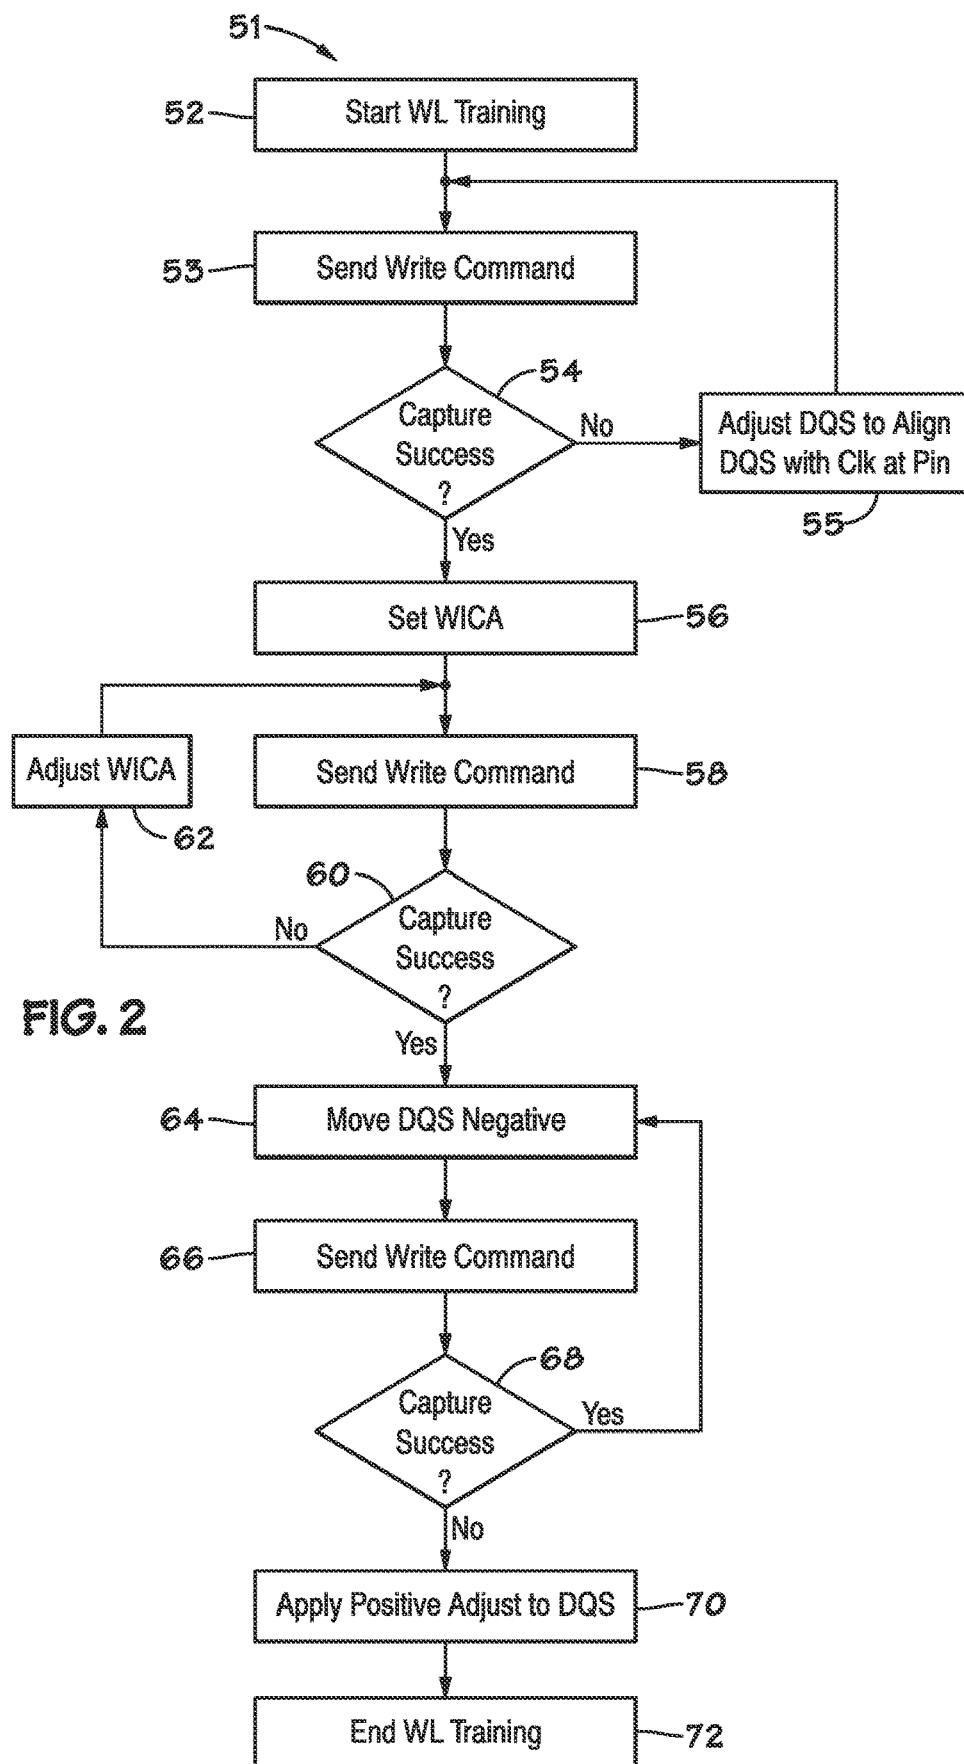 51
52
Start WL Training
53
Send Write Command
54
Capture
Success
?
No
Adjust DQS to Align
DQS with Clk at Pin
55
Yes
Set WICA
56
Adjust WICA
62
Send Write Command
58
60
Capture
Success
?
No
FIG. 2
Yes
64
Move DQS Negative
66
Send Write Command
68
Capture
Success
?
Yes
No
Apply Positive Adjust to DQS
70
End WL Training
72